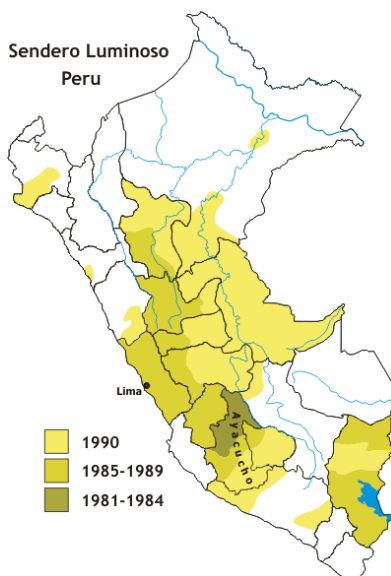 Sendero Luminoso
Peru
Lima
Ayacucho
1990
1985-1989
1981-1984